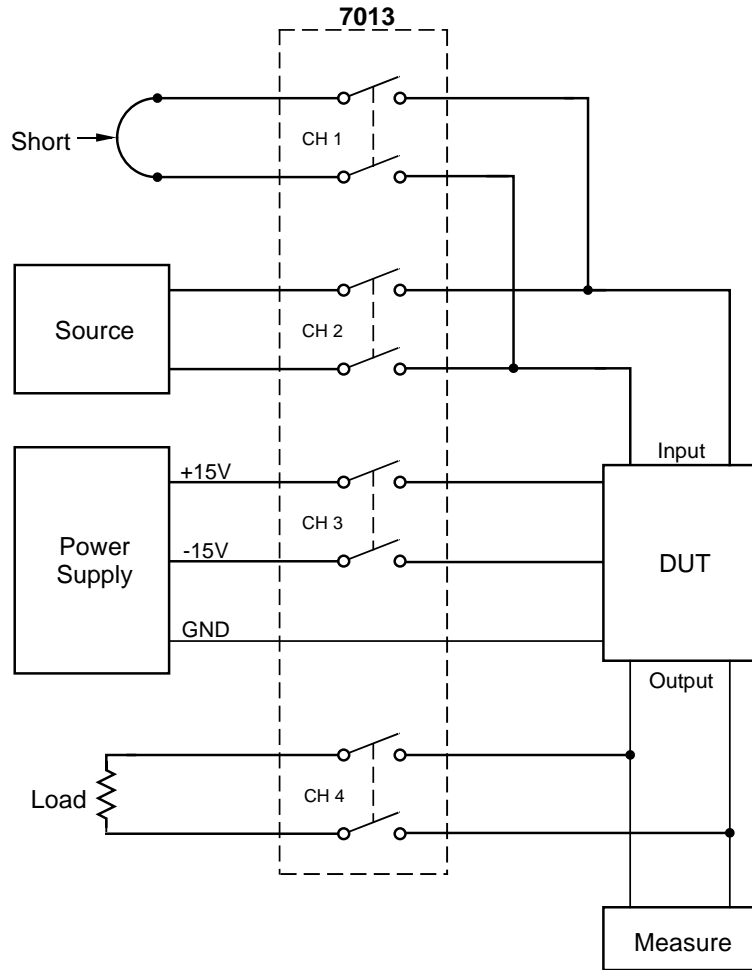 7013
Short
CH 1
Source
CH 2
Input
+15V
CH 3
Power
Supply
-15V
DUT
GND
Output
Load
CH 4
Measure